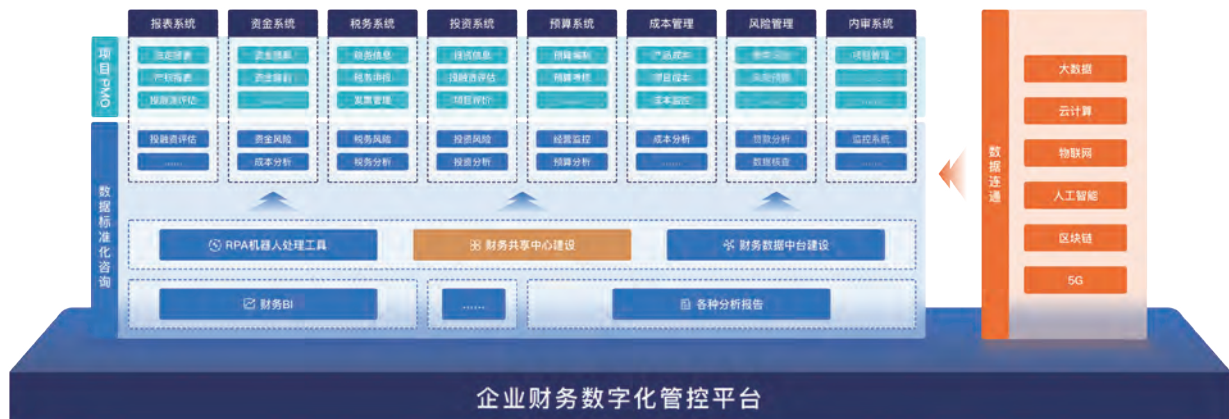 报表系统
资金系统
税务系统
投资系统
预算系统
成本管理
风险管理
内审系统
项目PMO
法定报表
资金预算
税务信息
投资信息
预算编制
产品成本
项目管理
产权报表
税务申报
投融资评估
预算考核
项目成本
投融资评估
......
发票管理
项目评价
......
成本监控
......
......
数据标准化咨询
投融资评估
资金风险
税务风险
投资风险
经营监控
成本分析
监控系统
......
成本分析
税务分析
投资分析
预算分析
......
数据核查
......
RPA机器人处理工具
财务共享中心建设
财务数据中台建设
财务BI
......
各种分析报告
数据连通
大数据
云计算
物联网
人工智能
区块链
5G
企业财务数字化管控平台